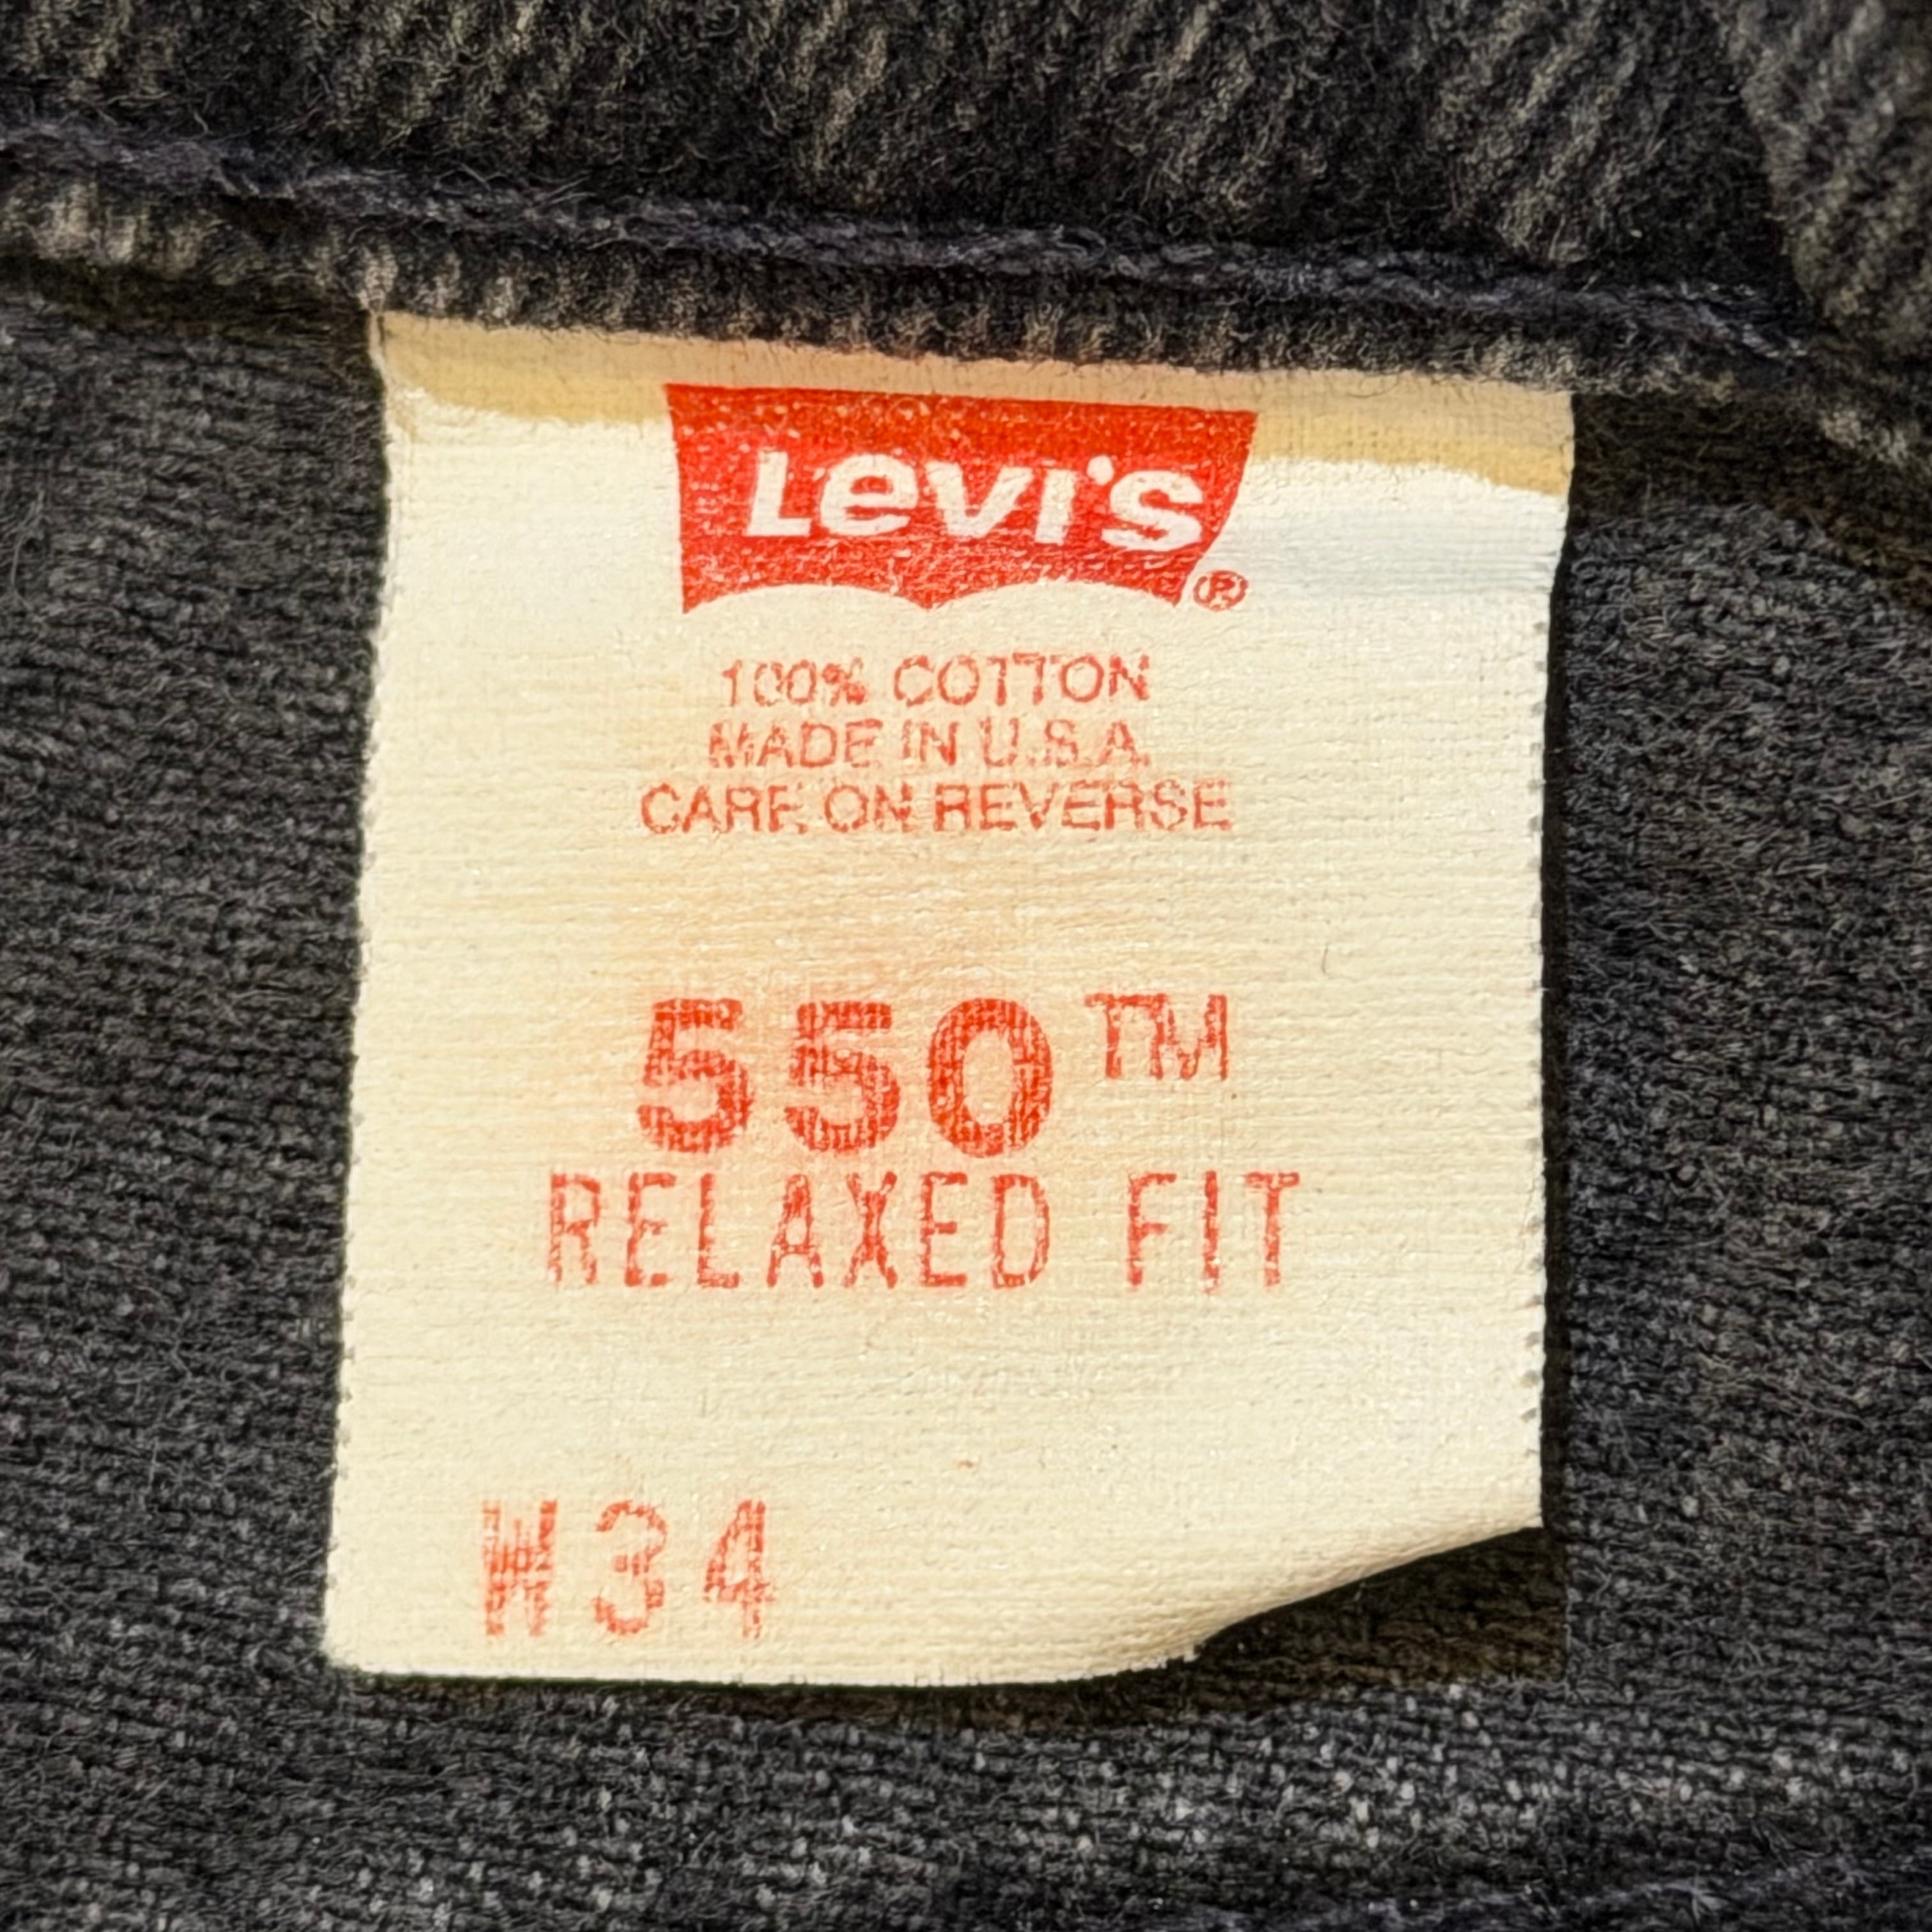 Levi's®
100% COTTON
MADE IN U.S.A.
CARE ON REVERSE
550™
RELAXED FIT
W34